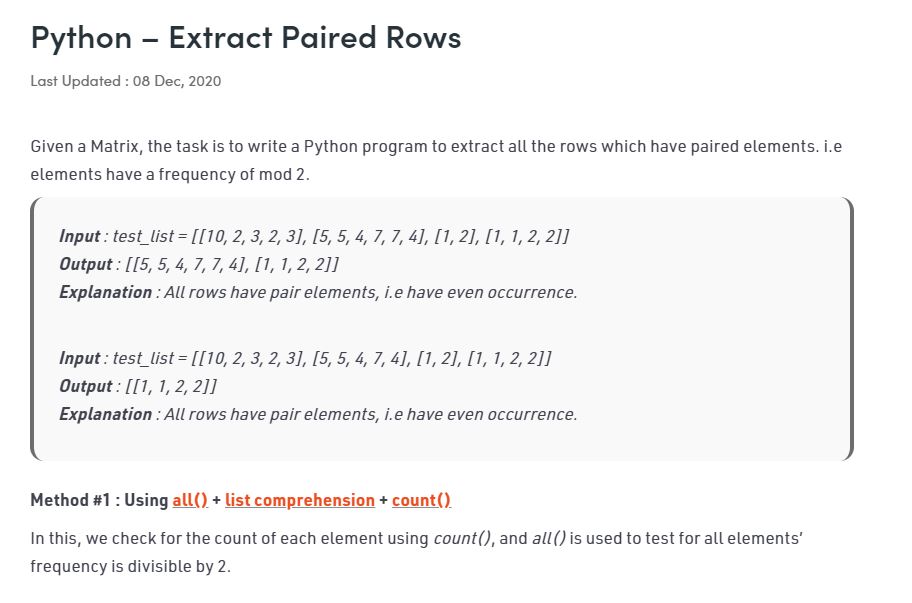 Python – Extract Paired Rows
Last Updated : 08 Dec, 2020
Given a Matrix, the task is to write a Python program to extract all the rows which have paired elements. i.e
elements have a frequency of mod 2.
Input : test_list = [[10, 2, 3, 2, 3], [5, 5, 4, 7, 7, 4], [1, 2], [1, 1, 2, 2]]
Output : [[5, 5, 4, 7, 7, 4], [1, 1, 2, 2]]
Explanation : All rows have pair elements, i.e have even occurrence.
Input : test_list = [[10, 2, 3, 2, 3], [5, 5, 4, 7, 4], [1, 2], [1, 1, 2, 2]]
Output : [[1, 1, 2, 2]]
Explanation : All rows have pair elements, i.e have even occurrence.
Method #1 : Using all() + list comprehension + count()
In this, we check for the count of each element using count(), and all() is used to test for all elements’
frequency is divisible by 2.